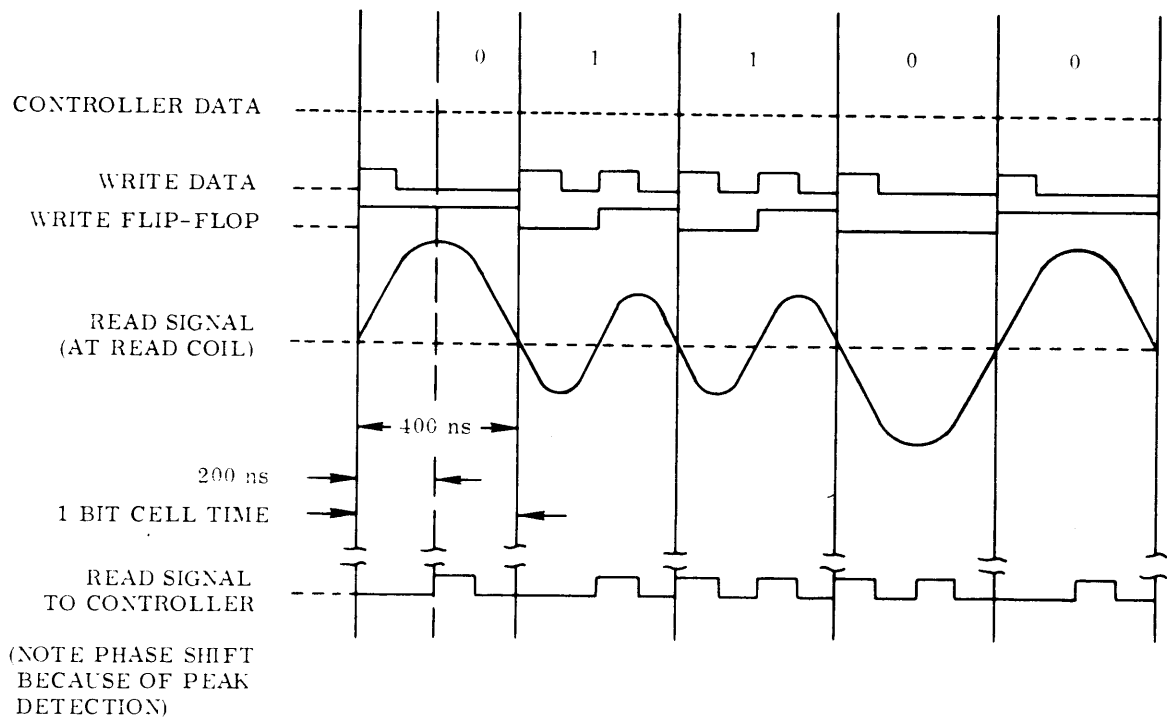 0 1 1 0 0
CONTROLLER DATA
WRITE DATA
WRITE FLIP-FLOP
READ SIGNAL
(AT READ COIL)
400 ns
200 ns
1 BIT CELL TIME
READ SIGNAL
TO CONTROLLER
(NOTE PHASE SHIFT
BECAUSE OF PEAK
DETECTION)